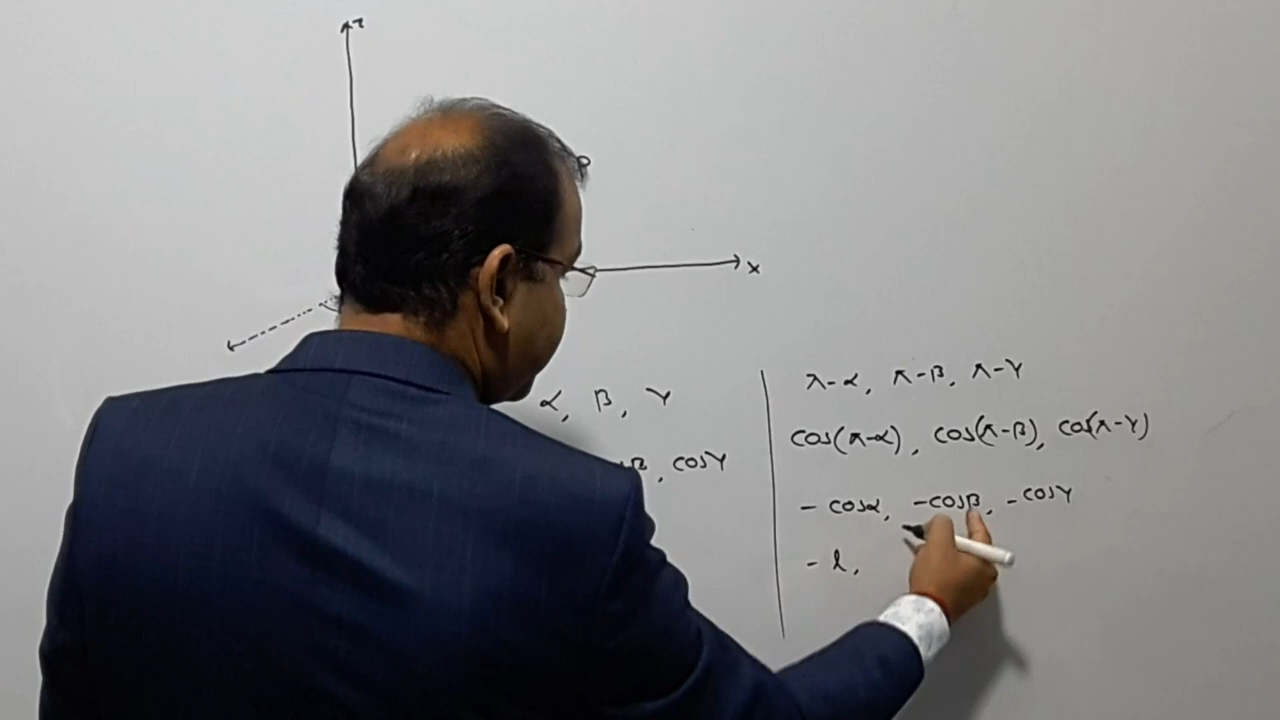 Z
P
X
α, β, γ
β, cosγ
π-α, π-β, π-γ
cos(π-α), cos(π-β), cos(π-γ)
- cosα, -cosβ, -cosγ
- l,